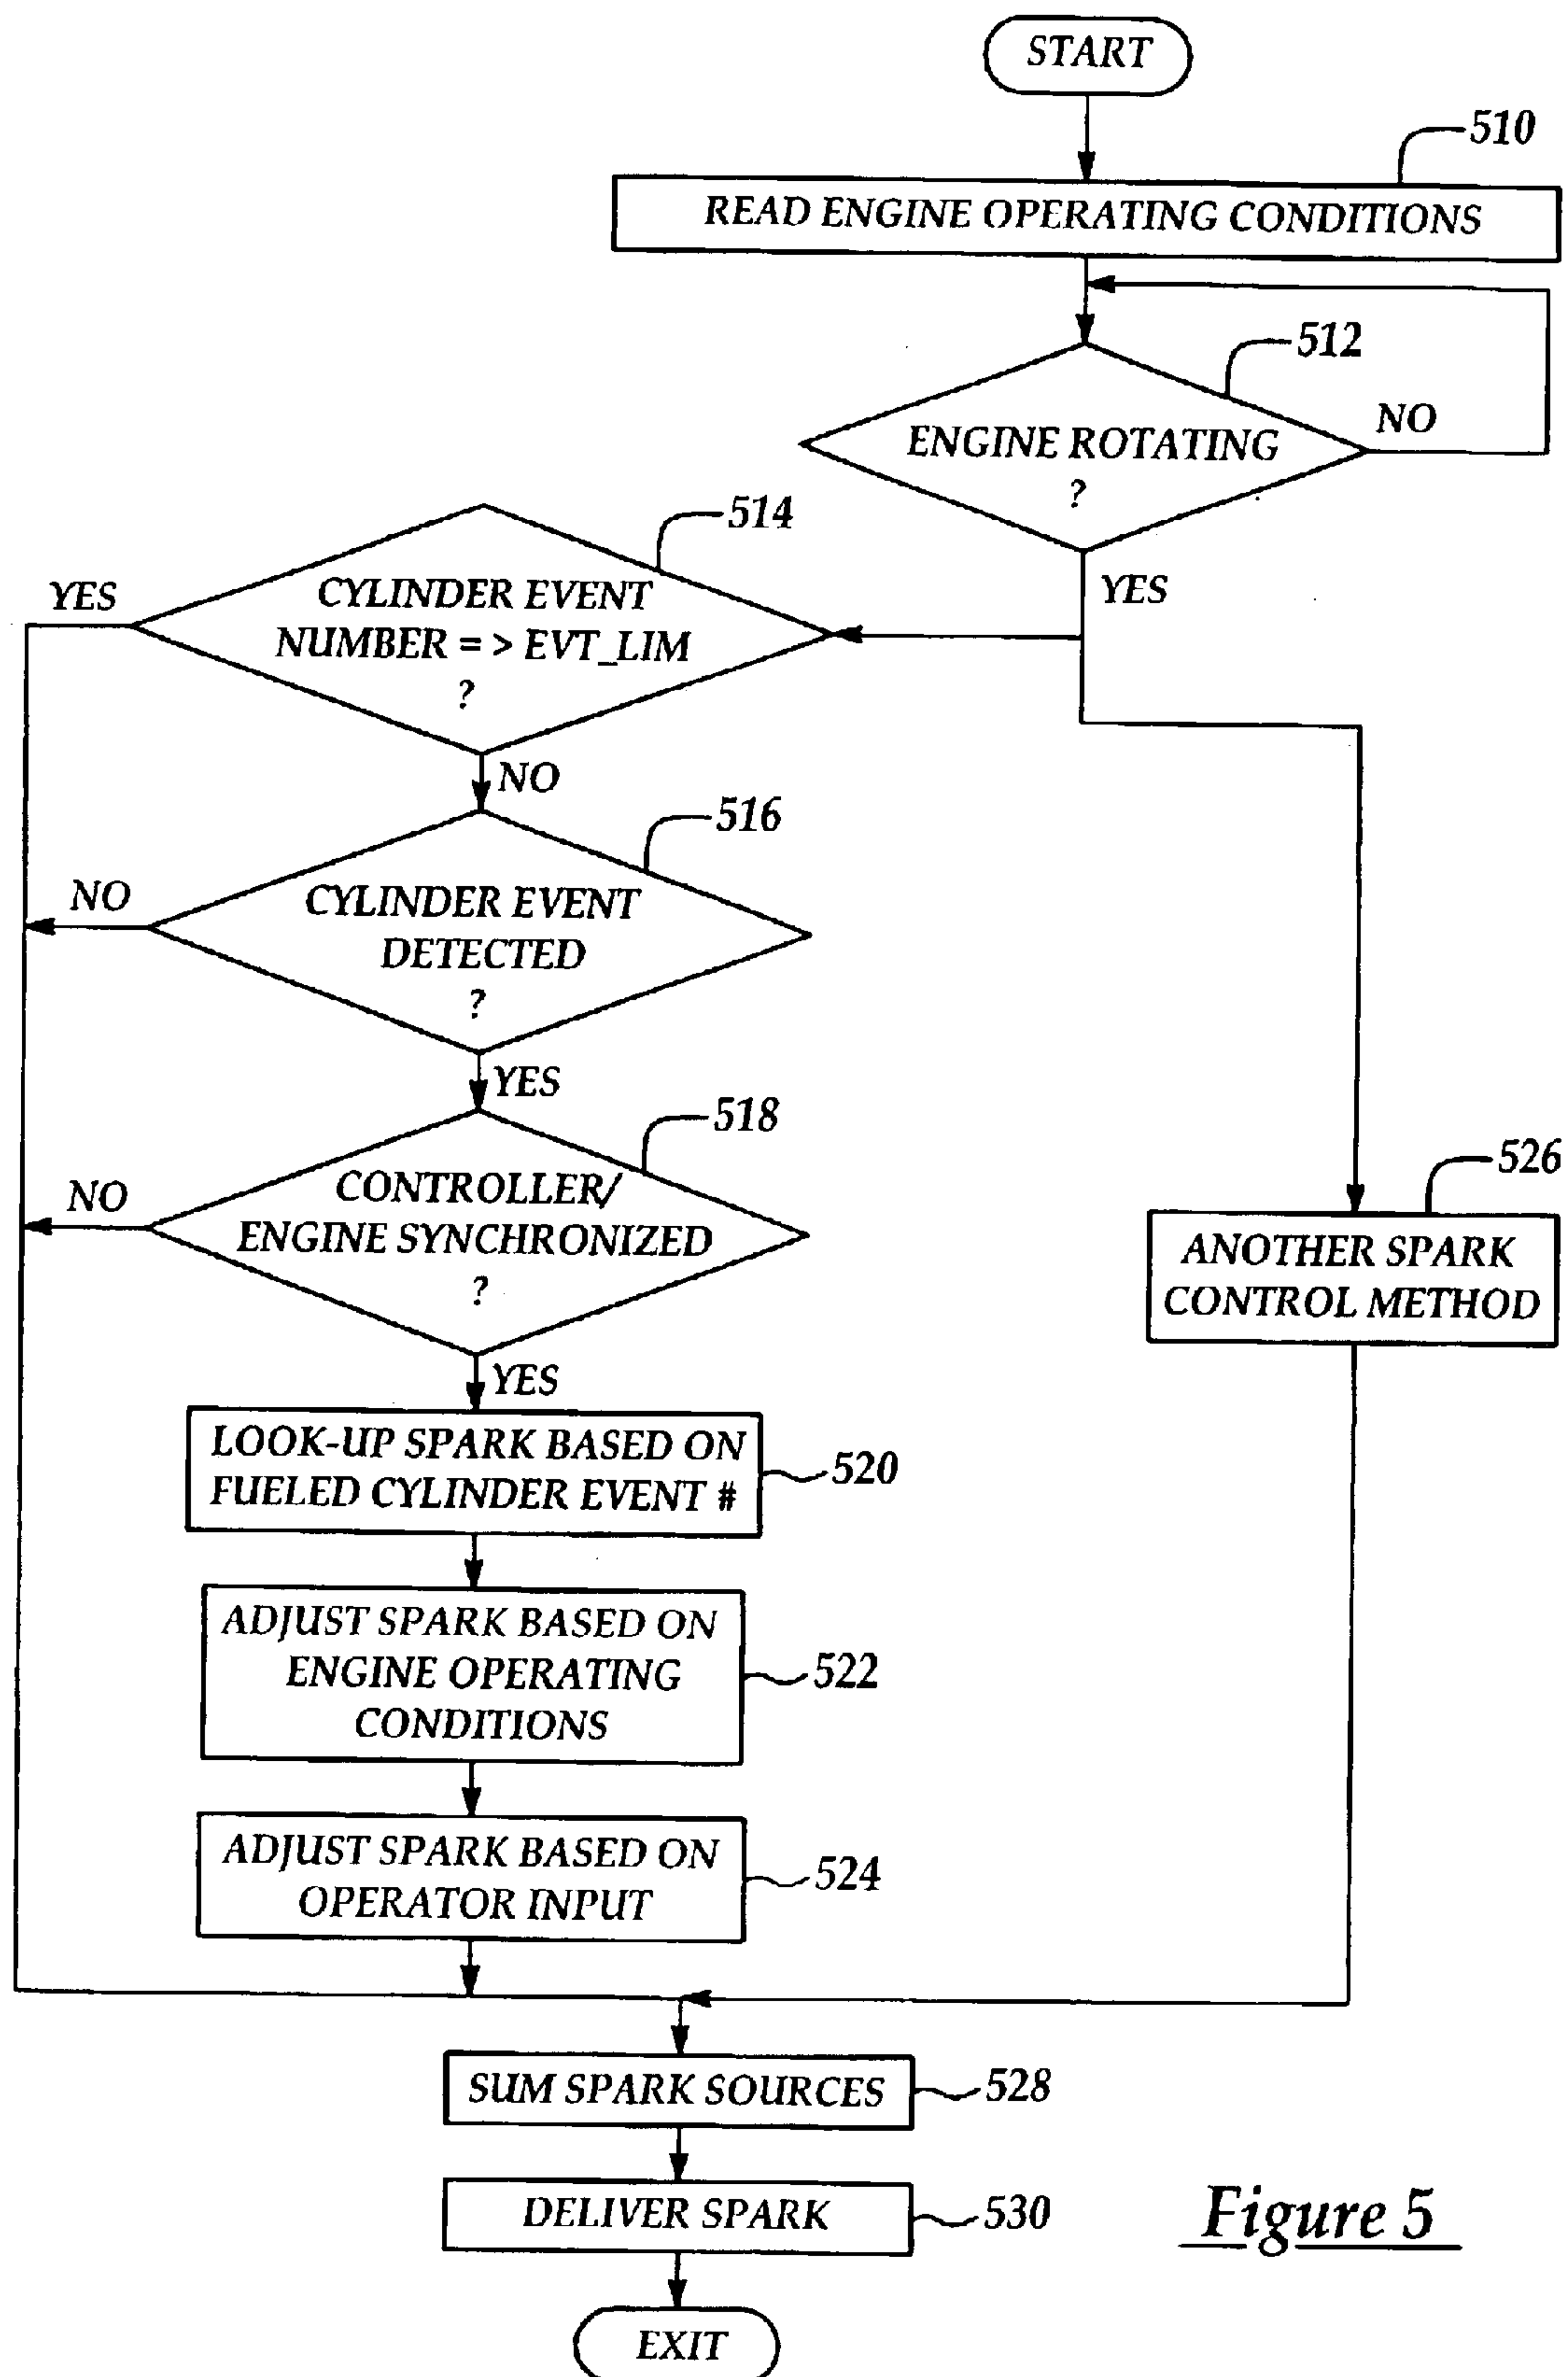 START
510
READ ENGINE OPERATING CONDITIONS
512
ENGINE ROTATING
?
NO
YES
514
CYLINDER EVENT
NUMBER = > EVT_LIM
?
YES
NO
516
CYLINDER EVENT
DETECTED
?
NO
YES
518
CONTROLLER/
ENGINE SYNCHRONIZED
?
NO
YES
526
ANOTHER SPARK
CONTROL METHOD
LOOK-UP SPARK BASED ON
FUELED CYLINDER EVENT #
520
ADJUST SPARK BASED ON
ENGINE OPERATING
CONDITIONS
522
ADJUST SPARK BASED ON
OPERATOR INPUT
524
SUM SPARK SOURCES
528
DELIVER SPARK
530
EXIT
Figure 5